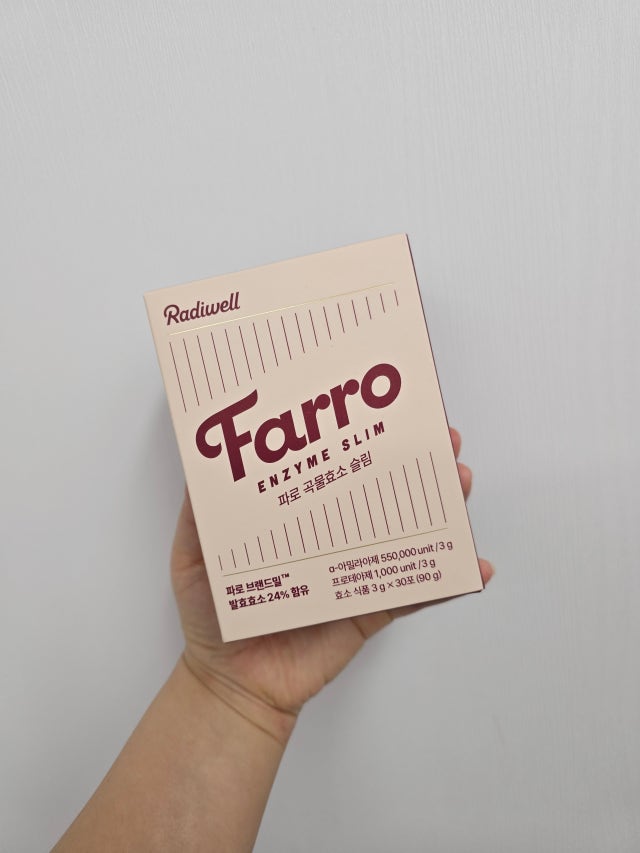 Radiwell
Farro
ENZYME SLIM
파로 곡물효소 슬림
파로 브랜드밀™
발효효소 24% 함유
α-아밀라아제 550,000 unit / 3 g
프로테아제 1,000 unit / 3 g
효소 식품 3 g × 30포 (90 g)